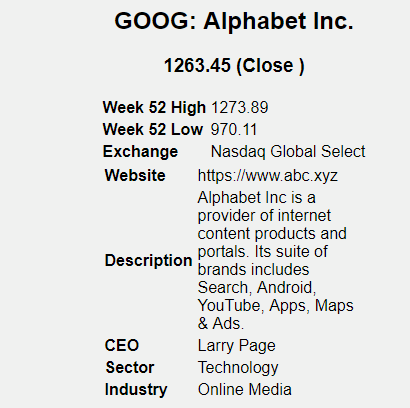 GOOG: Alphabet Inc.
1263.45 (Close )
Week 52 High 1273.89
Week 52 Low 970.11
Exchange Nasdaq Global Select
Website https://www.abc.xyz
Description Alphabet Inc is a
provider of internet
content products and
portals. Its suite of
brands includes
Search, Android,
YouTube, Apps, Maps
& Ads.
CEO Larry Page
Sector Technology
Industry Online Media